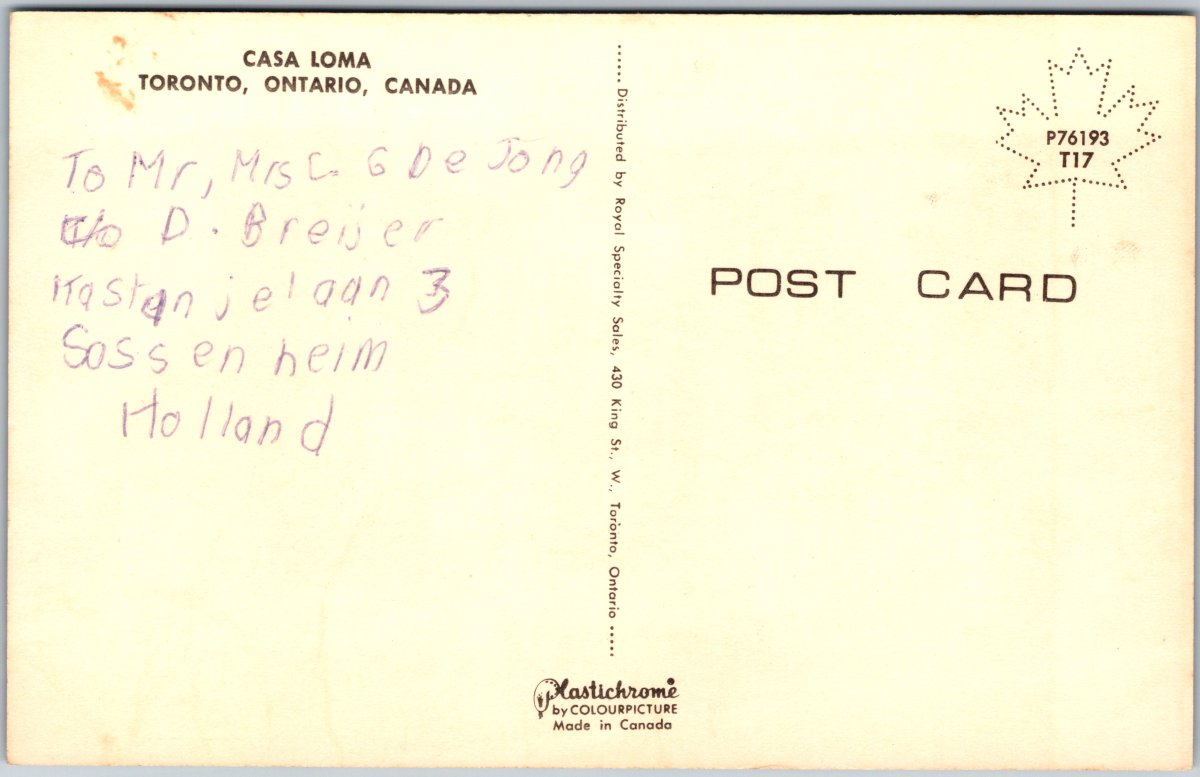 CASA LOMA
TORONTO, ONTARIO, CANADA
To Mr, Mrs C. G De Jong
c/o D. Breijer
Kastanjelaan 3
Sossenheim
Holland
......Distributed by Royal Specialty Sales, 430 King St., W., Toronto, Ontario.....
P76193
T17
POST CARD
Plastichrome
by COLOURPICTURE
Made in Canada